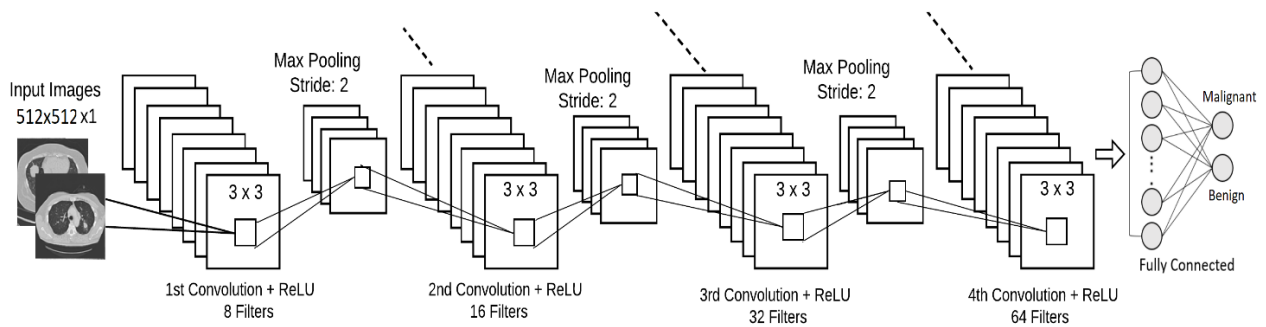 Input Images
512x512x1
3 x 3
1st Convolution + ReLU
8 Filters
Max Pooling
Stride: 2
3 x 3
2nd Convolution + ReLU
16 Filters
Max Pooling
Stride: 2
3 x 3
3rd Convolution + ReLU
32 Filters
Max Pooling
Stride: 2
3 x 3
4th Convolution + ReLU
64 Filters
Malignant
Benign
Fully Connected